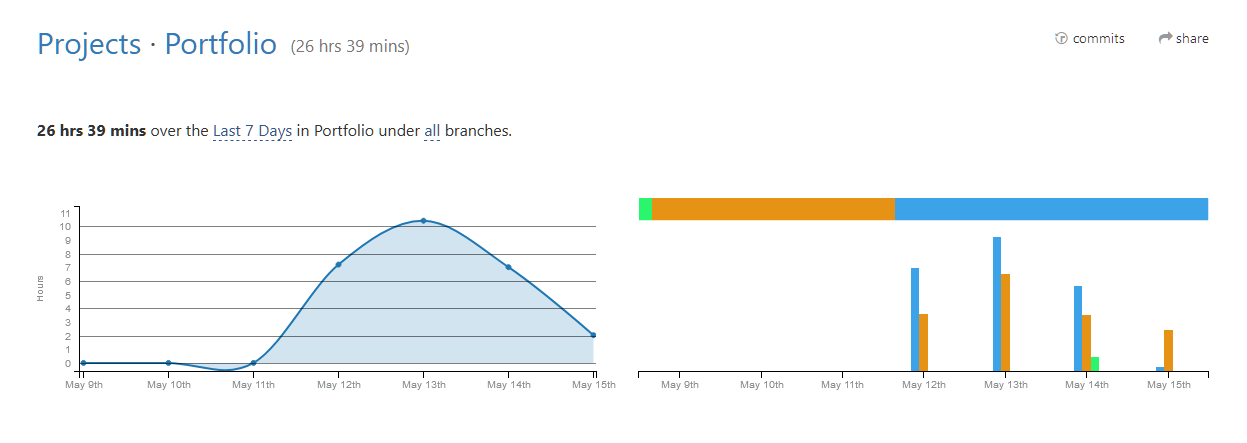 Projects · Portfolio (26 hrs 39 mins)
commits
share
26 hrs 39 mins over the Last 7 Days in Portfolio under all branches.
Hours
11
10
9
8
7
6
5
4
3
2
1
0
May 9th May 10th May 11th May 12th May 13th May 14th May 15th
May 9th May 10th May 11th May 12th May 13th May 14th May 15th